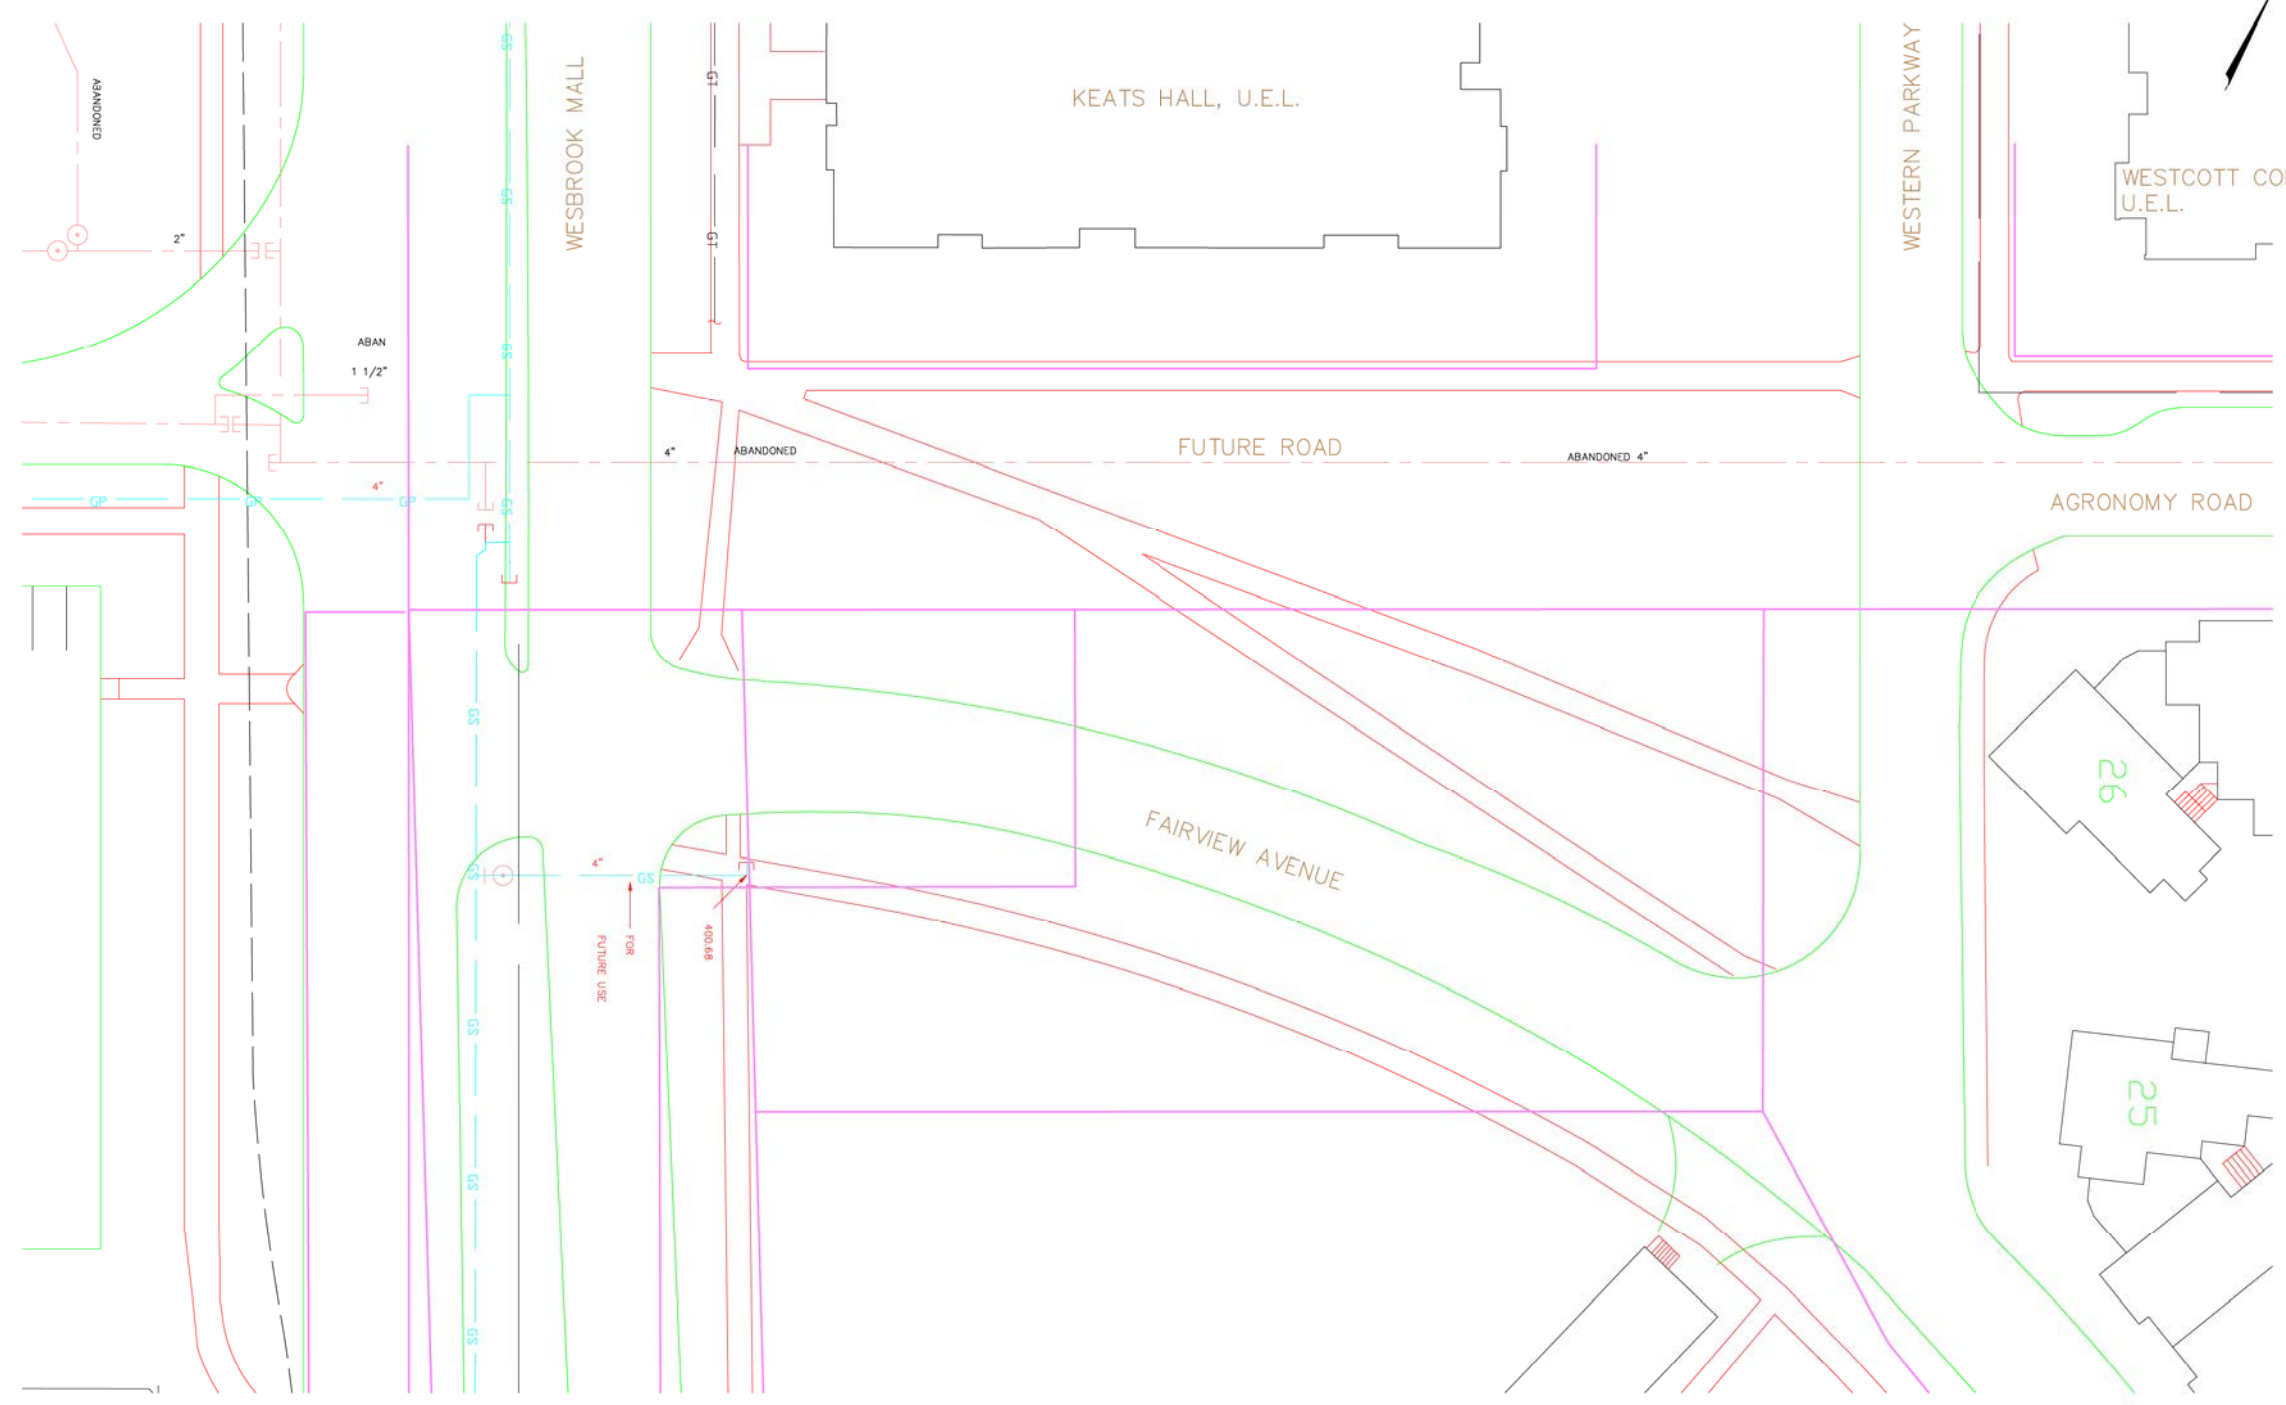 WESBROOK MALL
KEATS HALL, U.E.L.
WESTERN PARKWAY
WESTCOTT CO
U.E.L.
ABANDONED
GS
GT
GS
GT
2"
ABAN
1 1/2"
GS
4"
ABANDONED
FUTURE ROAD
ABANDONED 4"
4"
GP
GP
GP
GS
AGRONOMY ROAD
GS
26
FAIRVIEW AVENUE
4"
GS
GS
400.68
FOR
FUTURE USE
GS
25
GS
GS